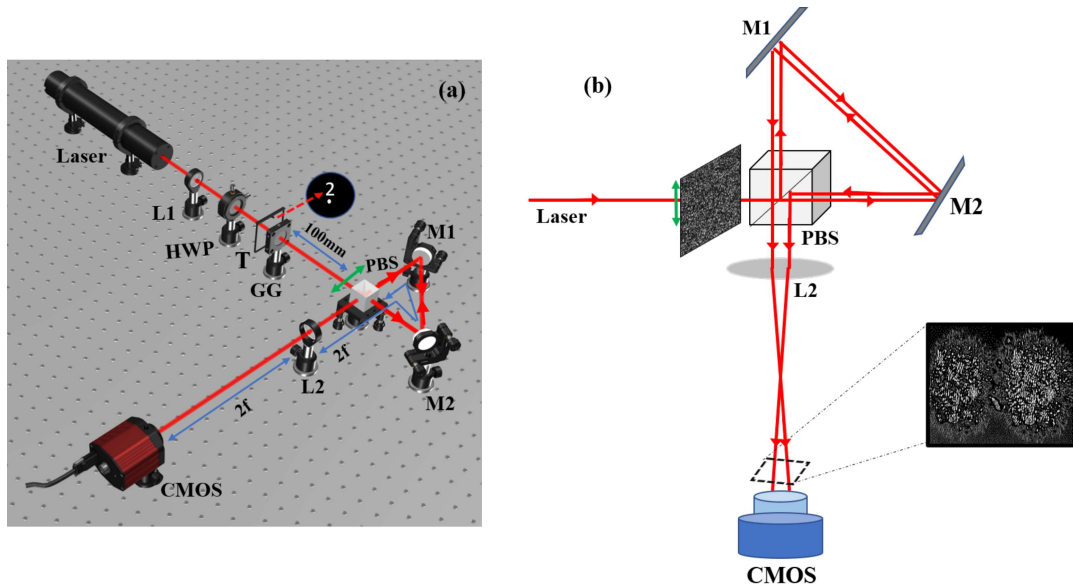 (a)
Laser
L1
HWP
T
GG
2
100mm
PBS
M1
M2
L2
2f
2f
CMOS
(b)
M1
M2
Laser
PBS
L2
CMOS